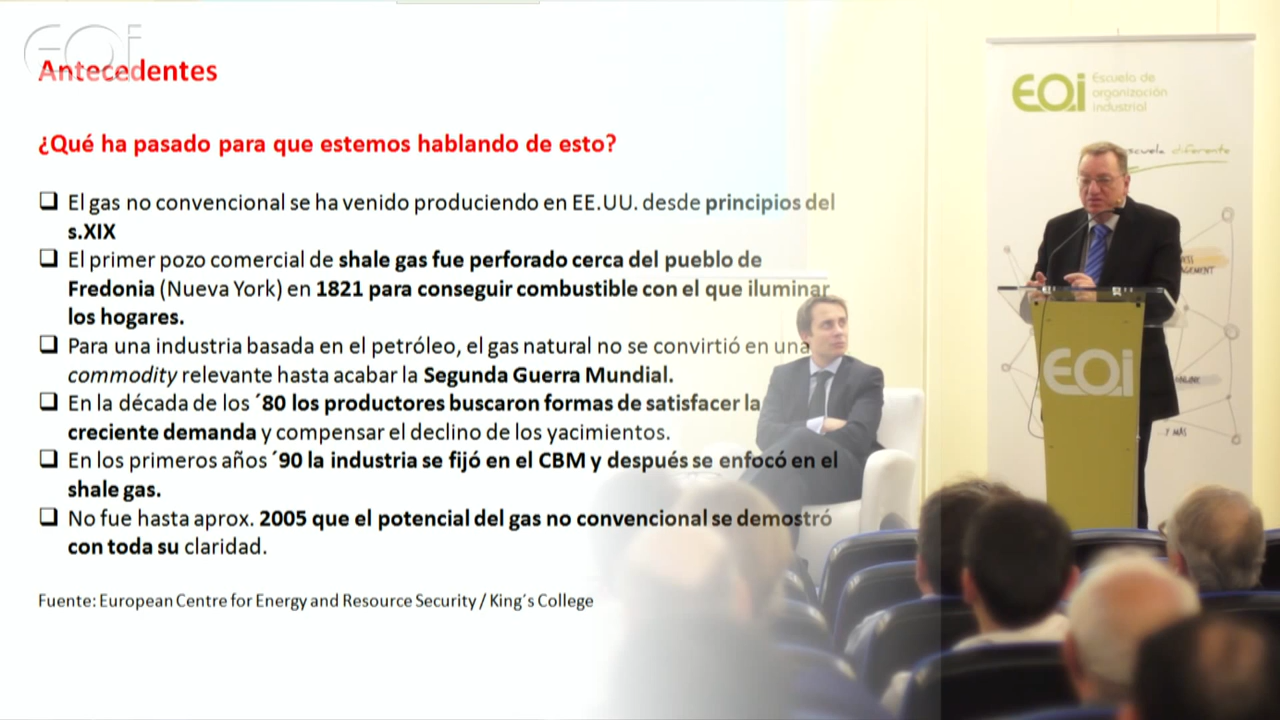 EOi
Antecedentes
¿Qué ha pasado para que estemos hablando de esto?
❑ El gas no convencional se ha venido produciendo en EE.UU. desde principios del
s.XIX
❑ El primer pozo comercial de shale gas fue perforado cerca del pueblo de
Fredonia (Nueva York) en 1821 para conseguir combustible con el que iluminar
los hogares.
❑ Para una industria basada en el petróleo, el gas natural no se convirtió en una
commodity relevante hasta acabar la Segunda Guerra Mundial.
❑ En la década de los ´80 los productores buscaron formas de satisfacer la
creciente demanda y compensar el declino de los yacimientos.
❑ En los primeros años ´90 la industria se fijó en el CBM y después se enfocó en el
shale gas.
❑ No fue hasta aprox. 2005 que el potencial del gas no convencional se demostró
con toda su claridad.
Fuente: European Centre for Energy and Resource Security / King´s College
EOi Escuela de
organización
industrial
escuela diferente
EOi
Y MÁS